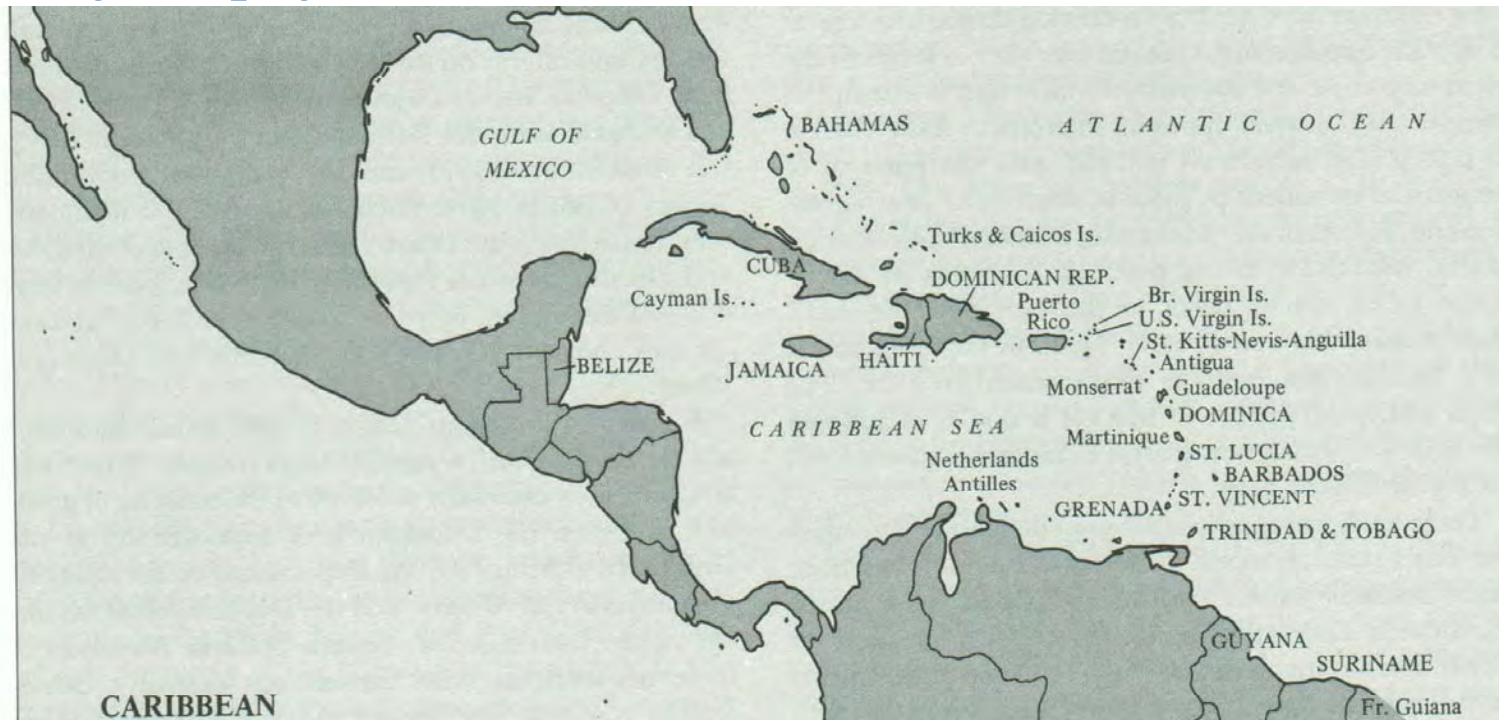 GULF OF
MEXICO
BAHAMAS
ATLANTIC OCEAN
Turks & Caicos Is.
CUBA
DOMINICAN REP.
Cayman Is.
Puerto
Rico
Br. Virgin Is.
U.S. Virgin Is.
St. Kitts-Nevis-Anguilla
HAITI
JAMAICA
BELIZE
Antigua
Monserrat
Guadeloupe
DOMINICA
CARIBBEAN SEA
Martinique
ST. LUCIA
Netherlands
Antilles
BARBADOS
GRENADA
ST. VINCENT
TRINIDAD & TOBAGO
GUYANA
SURINAME
Fr. Guiana
CARIBBEAN